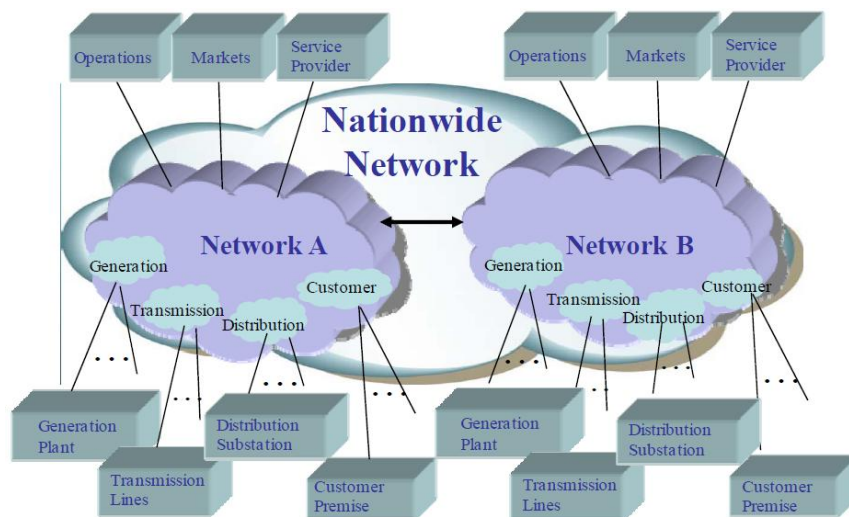 Operations
Markets
Service
Provider
Operations
Markets
Service
Provider
Nationwide
Network
Network A
Network B
Generation
Transmission
Distribution
Customer
Generation
Transmission
Distribution
Customer
...
...
...
...
...
...
...
...
Generation
Plant
Transmission
Lines
Distribution
Substation
Customer
Premise
Generation
Plant
Transmission
Lines
Distribution
Substation
Customer
Premise